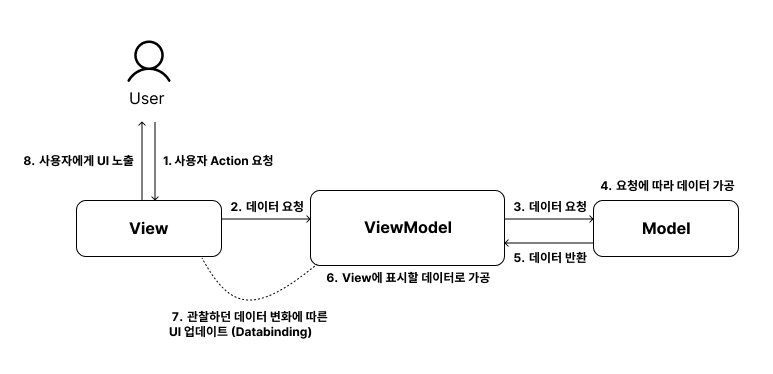 User
8. 사용자에게 UI 노출
1. 사용자 Action 요청
View
2. 데이터 요청
ViewModel
3. 데이터 요청
4. 요청에 따라 데이터 가공
Model
5. 데이터 반환
6. View에 표시할 데이터로 가공
7. 관찰하던 데이터 변화에 따른
UI 업데이트 (Databinding)